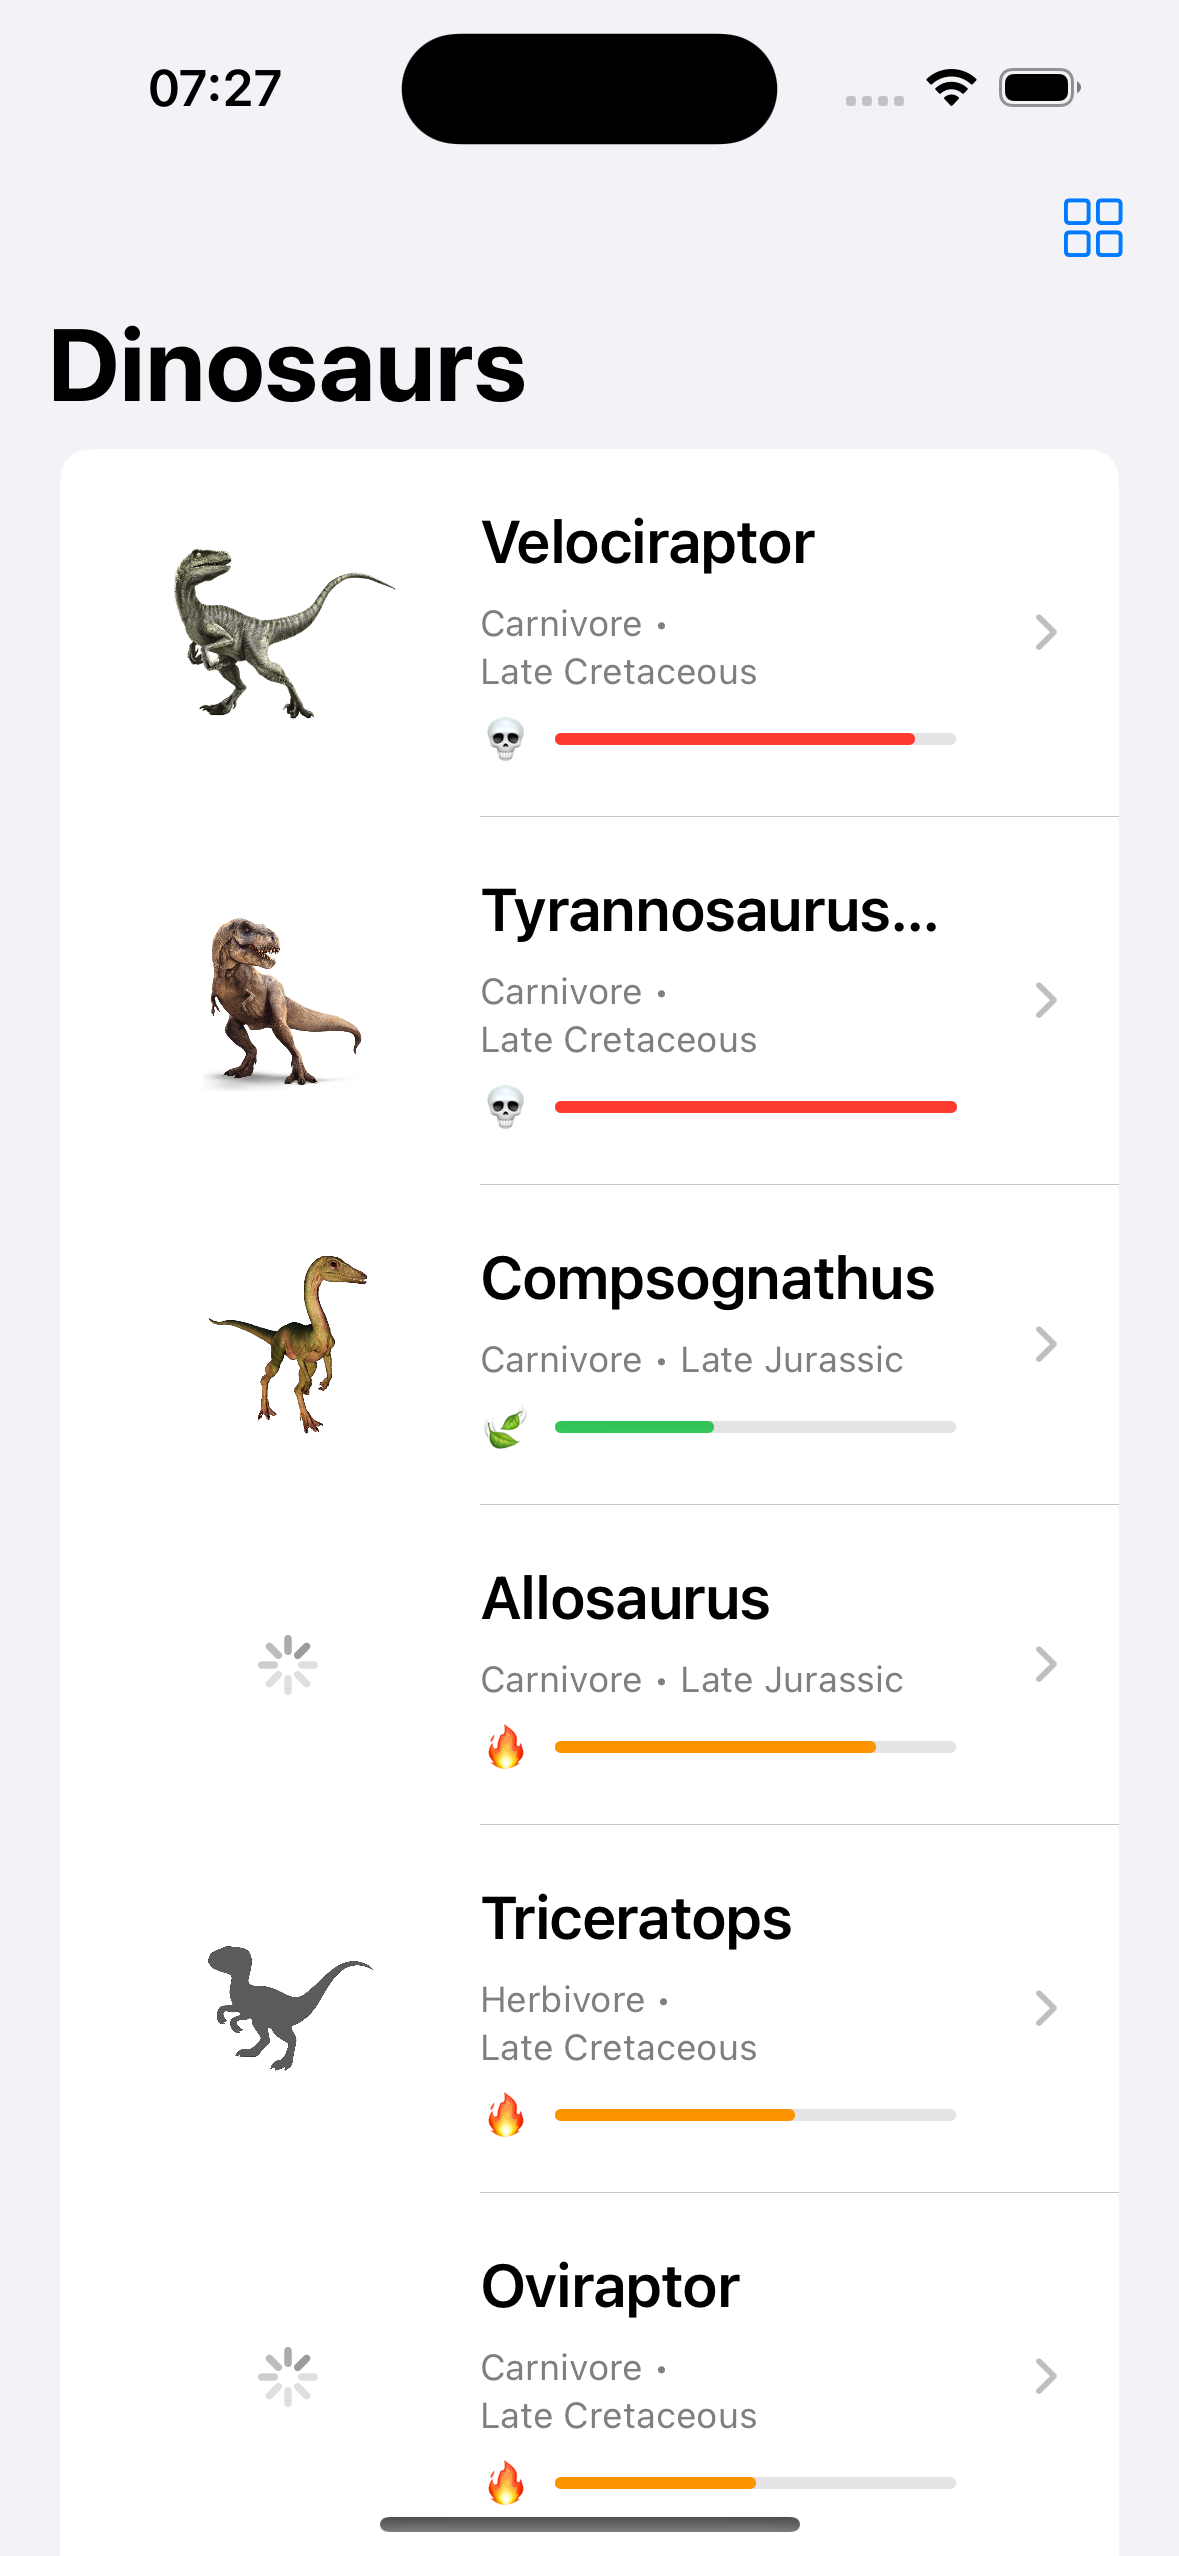 07:27
Dinosaurs
Velociraptor
Carnivore •
Late Cretaceous
Tyrannosaurus...
Carnivore •
Late Cretaceous
Compsognathus
Carnivore • Late Jurassic
Allosaurus
Carnivore • Late Jurassic
Triceratops
Herbivore •
Late Cretaceous
Oviraptor
Carnivore •
Late Cretaceous